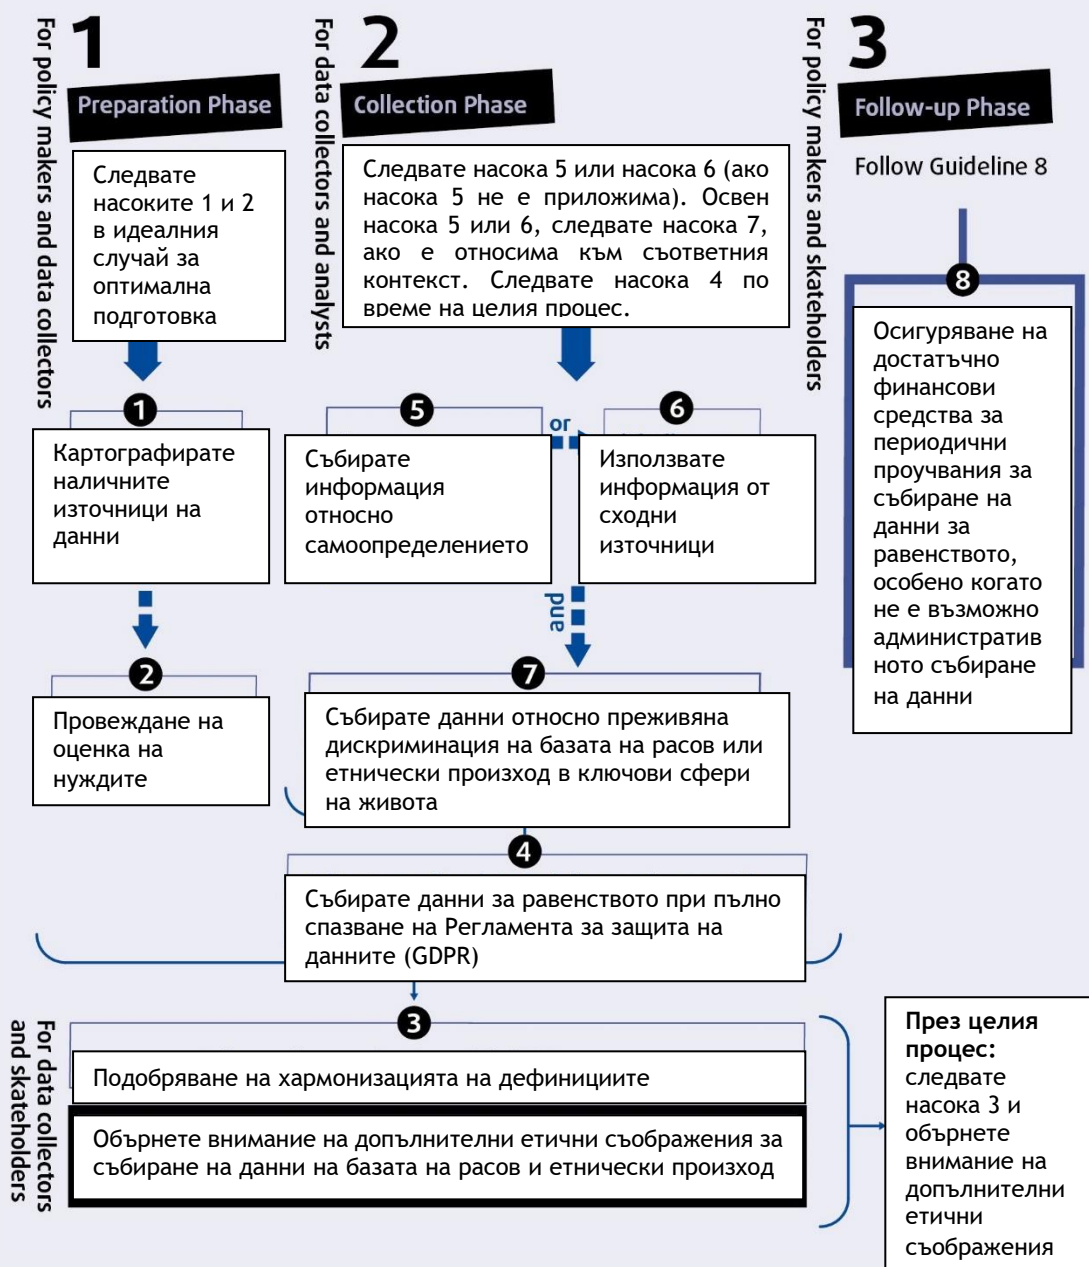 1
For policy makers and data collectors
Preparation Phase
Следвате
насоките 1 и 2
в идеалния
случай за
оптимална
подготовка
1
Картографирате
наличните
източници на
данни
2
Провеждане на
оценка на
нуждите
2
For data collectors and analysts
Collection Phase
Следвате насока 5 или насока 6 (ако
насока 5 не е приложима). Освен
насока 5 или 6, следвате насока 7,
ако е относима към съответния
контекст. Следвате насока 4 по
време на целия процес.
5
Събирате
информация
относно
самоопределението
or
6
Използвате
информация от
сходни
източници
and
7
Събирате данни относно преживяна
дискриминация на базата на расов или
етнически произход в ключови сфери
на живота
4
Събирате данни за равенството при пълно
спазване на Регламента за защита на
данните (GDPR)
3
For policy makers and skateholders
Follow-up Phase
Follow Guideline 8
8
Осигуряване на
достатъчно
финансови
средства за
периодични
проучвания за
събиране на
данни за
равенството,
особено когато
не е възможно
административ
ното събиране
на данни
For data collectors
and skateholders
3
Подобряване на хармонизацията на дефинициите
Обърнете внимание на допълнителни етични съображения за
събиране на данни на базата на расов и етнически произход
През целия
процес:
следвате
насока 3 и
обърнете
внимание на
допълнителни
етични
съображения